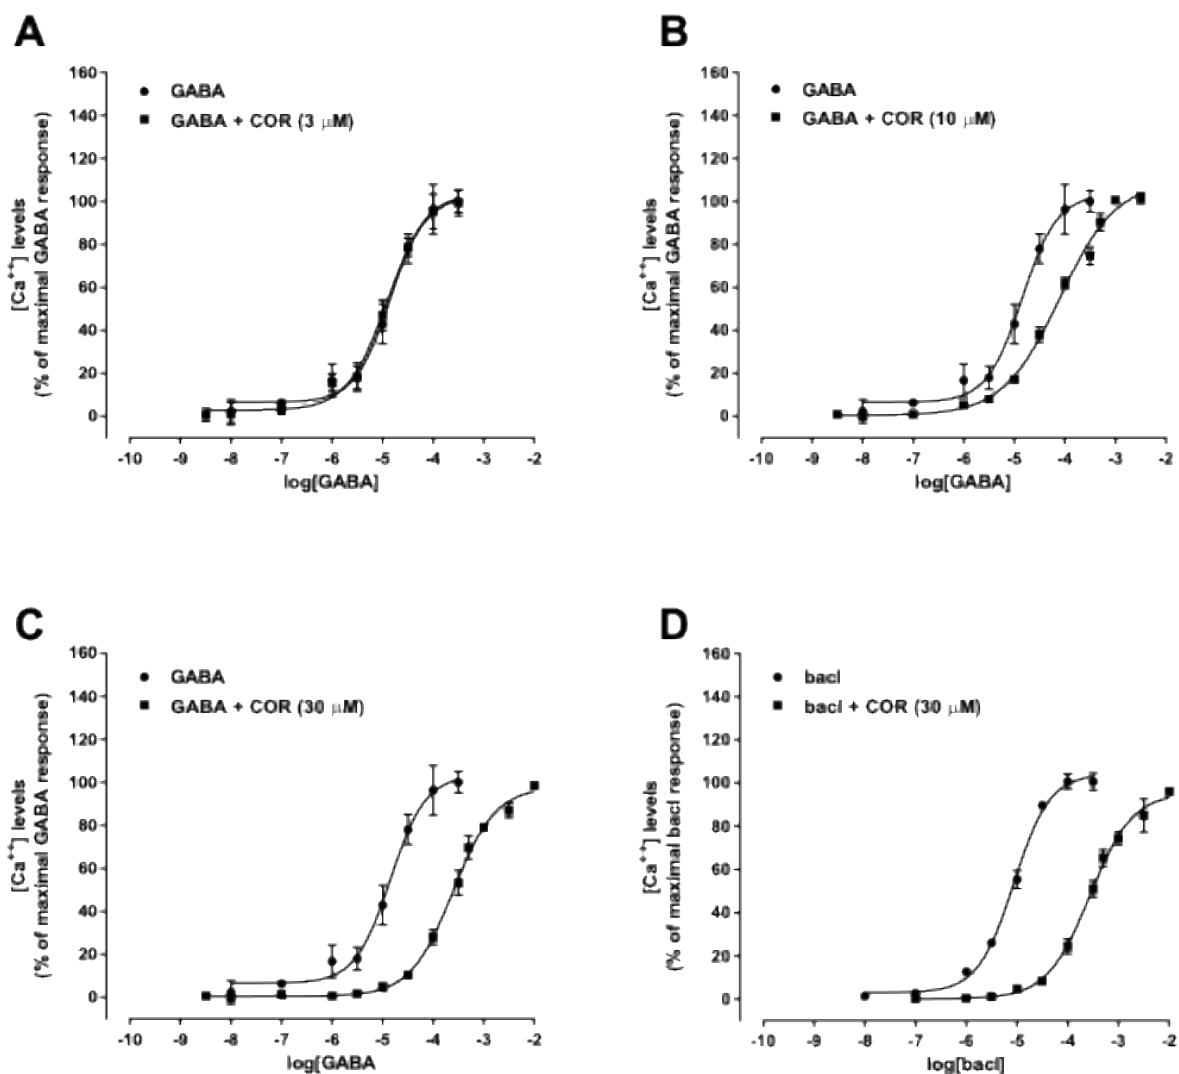 A
160
140
120
100
80
60
40
20
0
[Ca++] levels
(% of maximal GABA response)
GABA
GABA + COR (3 µM)
-10 -9 -8 -7 -6 -5 -4 -3 -2
log[GABA]
B
160
140
120
100
80
60
40
20
0
[Ca++] levels
(% of maximal GABA response)
GABA
GABA + COR (10 µM)
-10 -9 -8 -7 -6 -5 -4 -3 -2
log[GABA]
C
160
140
120
100
80
60
40
20
0
[Ca++] levels
(% of maximal GABA response)
GABA
GABA + COR (30 µM)
-10 -9 -8 -7 -6 -5 -4 -3 -2
log[GABA
D
160
140
120
100
80
60
40
20
0
[Ca++] levels
(% of maximal bacl response)
bacl
bacl + COR (30 µM)
-10 -9 -8 -7 -6 -5 -4 -3 -2
log[bacl]